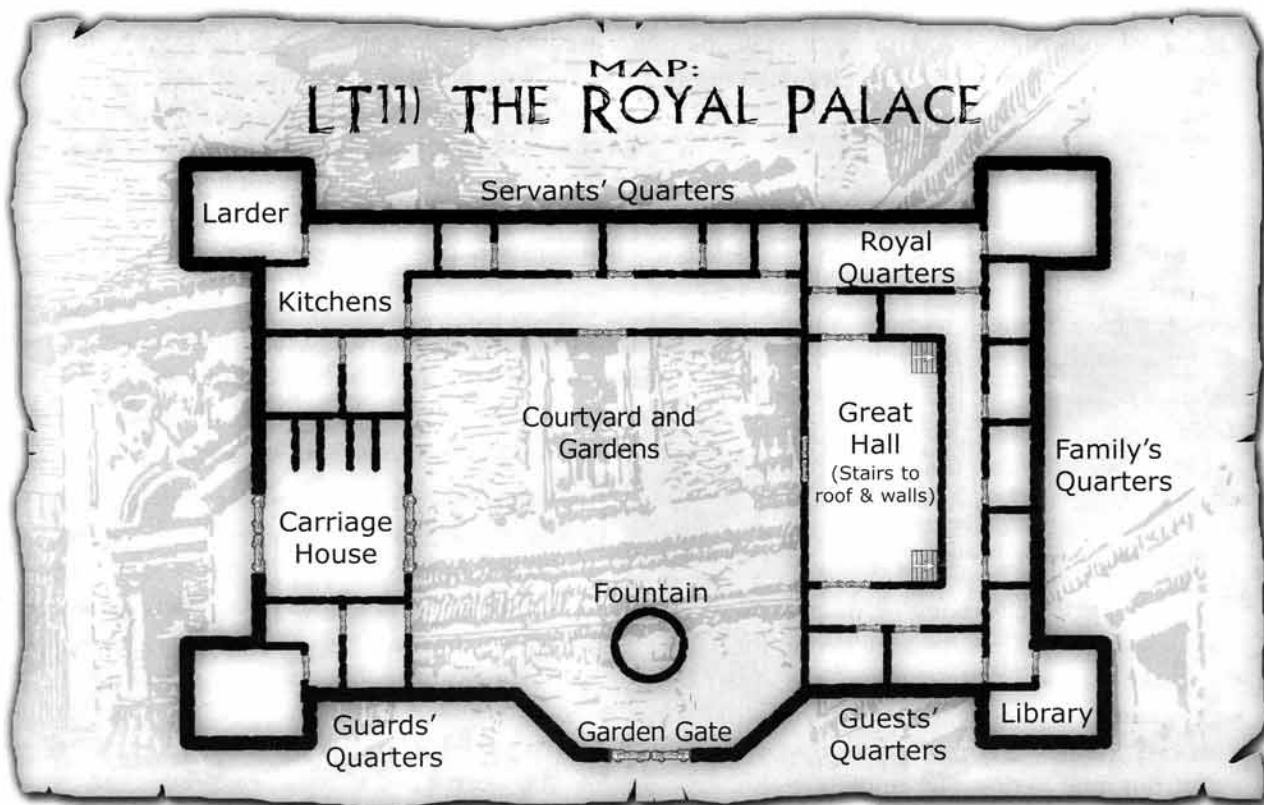 MAP:
LT11) THE ROYAL PALACE
Servants' Quarters
Larder
Royal
Quarters
Kitchens
Courtyard and
Gardens
Great
Hall
(Stairs to
roof & walls)
Family's
Quarters
Carriage
House
Fountain
Guards'
Quarters
Garden Gate
Guests'
Quarters
Library